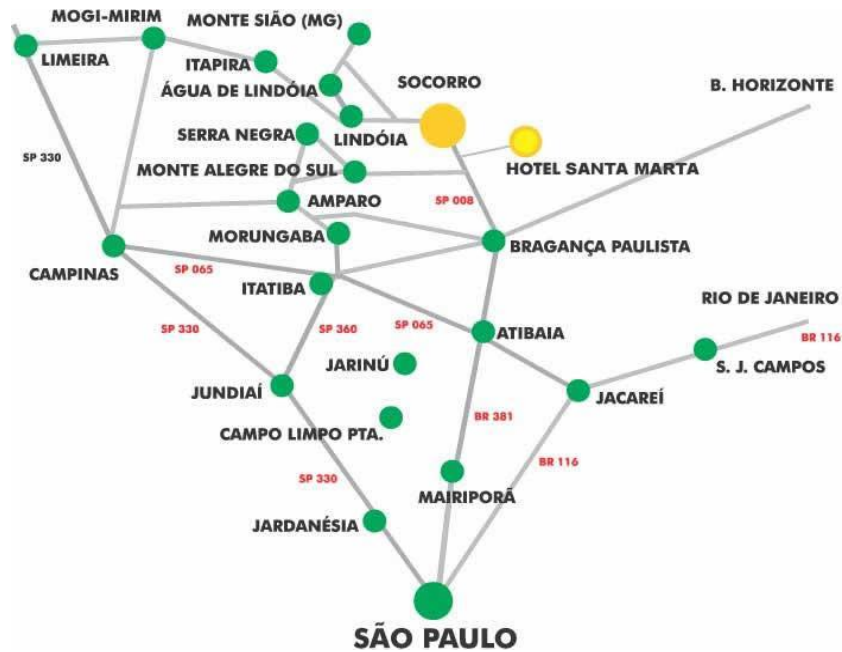 MONTE SIÃO (MG)
MOGI-MIRIM
LIMEIRA
ITAPIRA
SOCORRO
B. HORIZONTE
ÁGUA DE LINDÓIA
SERRA NEGRA
LINDÓIA
SP 330
MONTE ALEGRE DO SUL
HOTEL SANTA MARTA
AMPARO
SP 008
MORUNGABA
BRAGANÇA PAULISTA
CAMPINAS
SP 065
ITATIBA
RIO DE JANEIRO
SP 330
SP 360
SP 065
ATIBAIA
BR 116
JARINÚ
S. J. CAMPOS
JUNDIAÍ
JACAREÍ
CAMPO LIMPO PTA.
BR 381
BR 116
SP 330
MAIRIPORÃ
JARDANÉSIA
SÃO PAULO